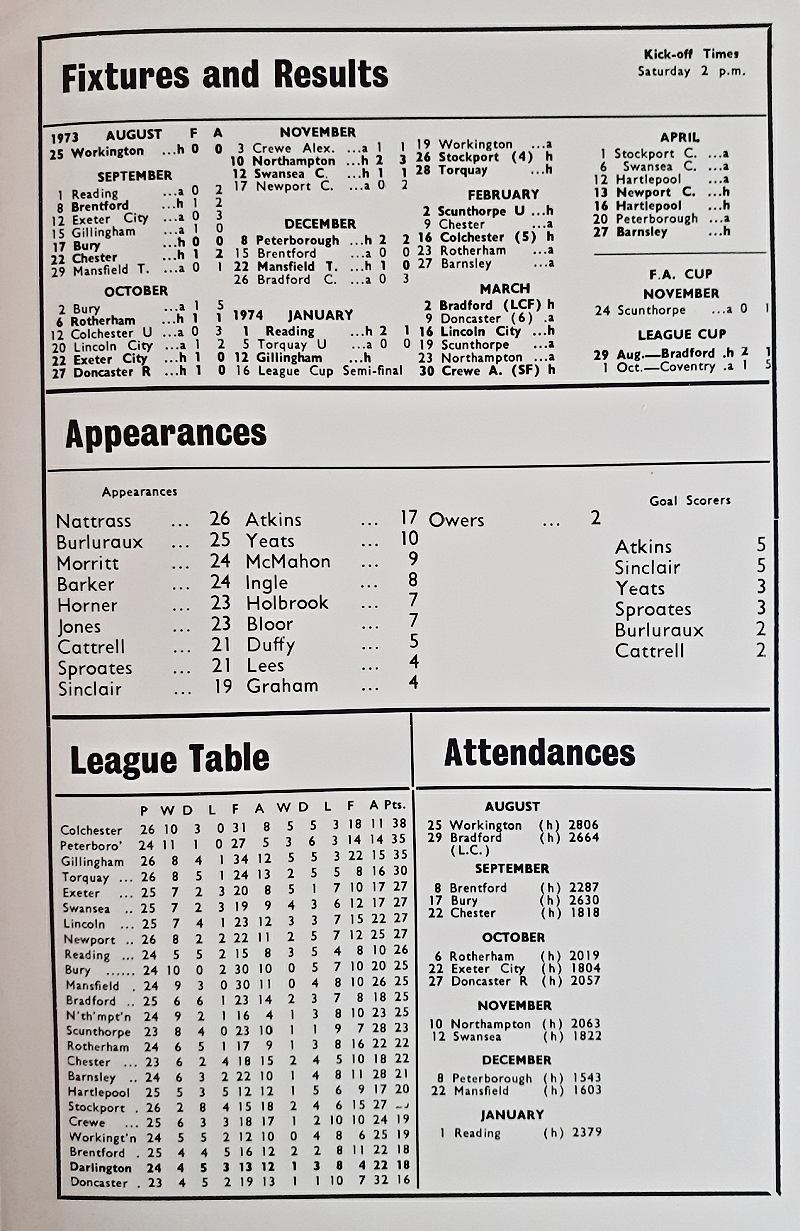 Fixtures and Results
Kick-off Times
Saturday 2 p.m.
1973 AUGUST F A
25 Workington ...h 0 0
SEPTEMBER
1 Reading ...a 0 2
8 Brentford ...h 1 2
12 Exeter City ...a 0 3
15 Gillingham ...a 1 0
17 Bury ...h 0 0
22 Chester ...h 1 2
29 Mansfield T. ...a 0 1
OCTOBER
2 Bury ...a 1 5
6 Rotherham ...h 1 1
12 Colchester U ...a 0 3
20 Lincoln City ...a 1 2
22 Exeter City ...h 1 0
27 Doncaster R ...h 1 0
NOVEMBER
3 Crewe Alex. ...a 1 1
10 Northampton ...h 2 3
12 Swansea C. ...h 1 1
17 Newport C. ...a 0 2
DECEMBER
8 Peterborough ...h 2 2
15 Brentford ...a 0 0
22 Mansfield T. ...h 1 0
26 Bradford C. ...a 0 3
1974 JANUARY
1 Reading ...h 2 1
5 Torquay U ...a 0 0
12 Gillingham ...h
16 League Cup Semi-final
19 Workington ...a
26 Stockport (4) h
28 Torquay ...h
FEBRUARY
2 Scunthorpe U ...h
9 Chester ...a
16 Colchester (5) h
23 Rotherham ...a
27 Barnsley ...a
MARCH
2 Bradford (LCF) h
9 Doncaster (6) .a
16 Lincoln City ...h
19 Scunthorpe ...a
23 Northampton ...a
30 Crewe A. (SF) h
APRIL
1 Stockport C. ...a
6 Swansea C. ...a
12 Hartlepool ...a
13 Newport C. ...h
16 Hartlepool ...h
20 Peterborough ...a
27 Barnsley ...h
F.A. CUP
NOVEMBER
24 Scunthorpe ...a 0 1
LEAGUE CUP
29 Aug.—Bradford .h 2 1
1 Oct.—Coventry .a 1 5
Appearances
Appearances
Nattrass ... 26
Burluraux ... 25
Morritt ... 24
Barker ... 24
Horner ... 23
Jones ... 23
Cattrell ... 21
Sproates ... 21
Sinclair ... 19
Atkins ... 17
Yeats ... 10
McMahon ... 9
Ingle ... 8
Holbrook ... 7
Bloor ... 7
Duffy ... 5
Lees ... 4
Graham ... 4
Owers ... 2
Goal Scorers
Atkins 5
Sinclair 5
Yeats 3
Sproates 3
Burluraux 2
Cattrell 2
League Table
P W D L F A W D L F A Pts.
Colchester 26 10 3 0 31 8 5 5 3 18 11 38
Peterboro' 24 11 1 0 27 5 3 6 3 14 14 35
Gillingham 26 8 4 1 34 12 5 5 3 22 15 35
Torquay ... 26 8 5 1 24 13 2 5 5 8 16 30
Exeter ... 25 7 2 3 20 8 5 1 7 10 17 27
Swansea .. 25 7 2 3 19 9 4 3 6 12 17 27
Lincoln ... 25 7 4 1 23 12 3 3 7 15 22 27
Newport .. 26 8 2 2 22 11 2 5 7 12 25 27
Reading ... 24 5 5 2 15 8 3 5 4 8 10 26
Bury ...... 24 10 0 2 30 10 0 5 7 10 20 25
Mansfield . 24 9 3 0 30 11 0 4 8 10 26 25
Bradford .. 25 6 6 1 23 14 2 3 7 8 18 25
N'th'mpt'n 24 9 2 1 16 4 1 3 8 10 23 25
Scunthorpe 23 8 4 0 23 10 1 1 9 7 28 23
Rotherham 24 6 5 1 17 9 1 3 8 16 22 22
Chester ... 23 6 2 4 18 15 2 4 5 10 18 22
Barnsley .. 24 6 3 2 22 10 1 4 8 11 28 21
Hartlepool 25 5 3 5 12 12 1 5 6 9 17 20
Stockport . 26 2 8 4 15 18 2 4 6 15 27
Crewe ... 25 6 3 3 18 17 1 2 10 10 24 19
Workingt'n 24 5 5 2 12 10 0 4 8 6 25 19
Brentford . 25 4 4 5 16 12 2 2 8 11 22 18
Darlington 24 4 5 3 13 12 1 3 8 4 22 18
Doncaster . 23 4 5 2 19 13 1 1 10 7 32 16
Attendances
AUGUST
25 Workington (h) 2806
29 Bradford (h) 2664
(L.C.)
SEPTEMBER
8 Brentford (h) 2287
17 Bury (h) 2630
22 Chester (h) 1818
OCTOBER
6 Rotherham (h) 2019
22 Exeter City (h) 1804
27 Doncaster R (h) 2057
NOVEMBER
10 Northampton (h) 2063
12 Swansea (h) 1822
DECEMBER
8 Peterborough (h) 1543
22 Mansfield (h) 1603
JANUARY
1 Reading (h) 2379